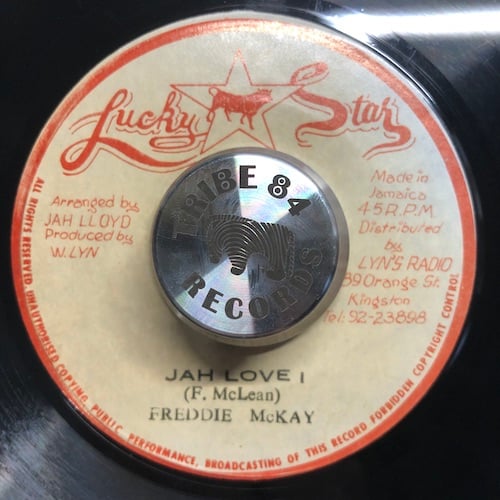 Lucky Star
Arranged by
JAH LLOYD
Produced by
W. LYN
Made in
Jamaica
45 R.P.M.
Distributed
by
LYN'S RADIO
89 Orange St.
Kingston
Tel: 92-23898
TRIBE 84
RECORDS
JAH LOVE I
(F. McLean)
FREDDIE McKAY
ALL RIGHTS RESERVED. UNAUTHORISED COPYING, PUBLIC PERFORMANCE, BROADCASTING OF THIS RECORD FORBIDDEN COPYRIGHT CONTROL